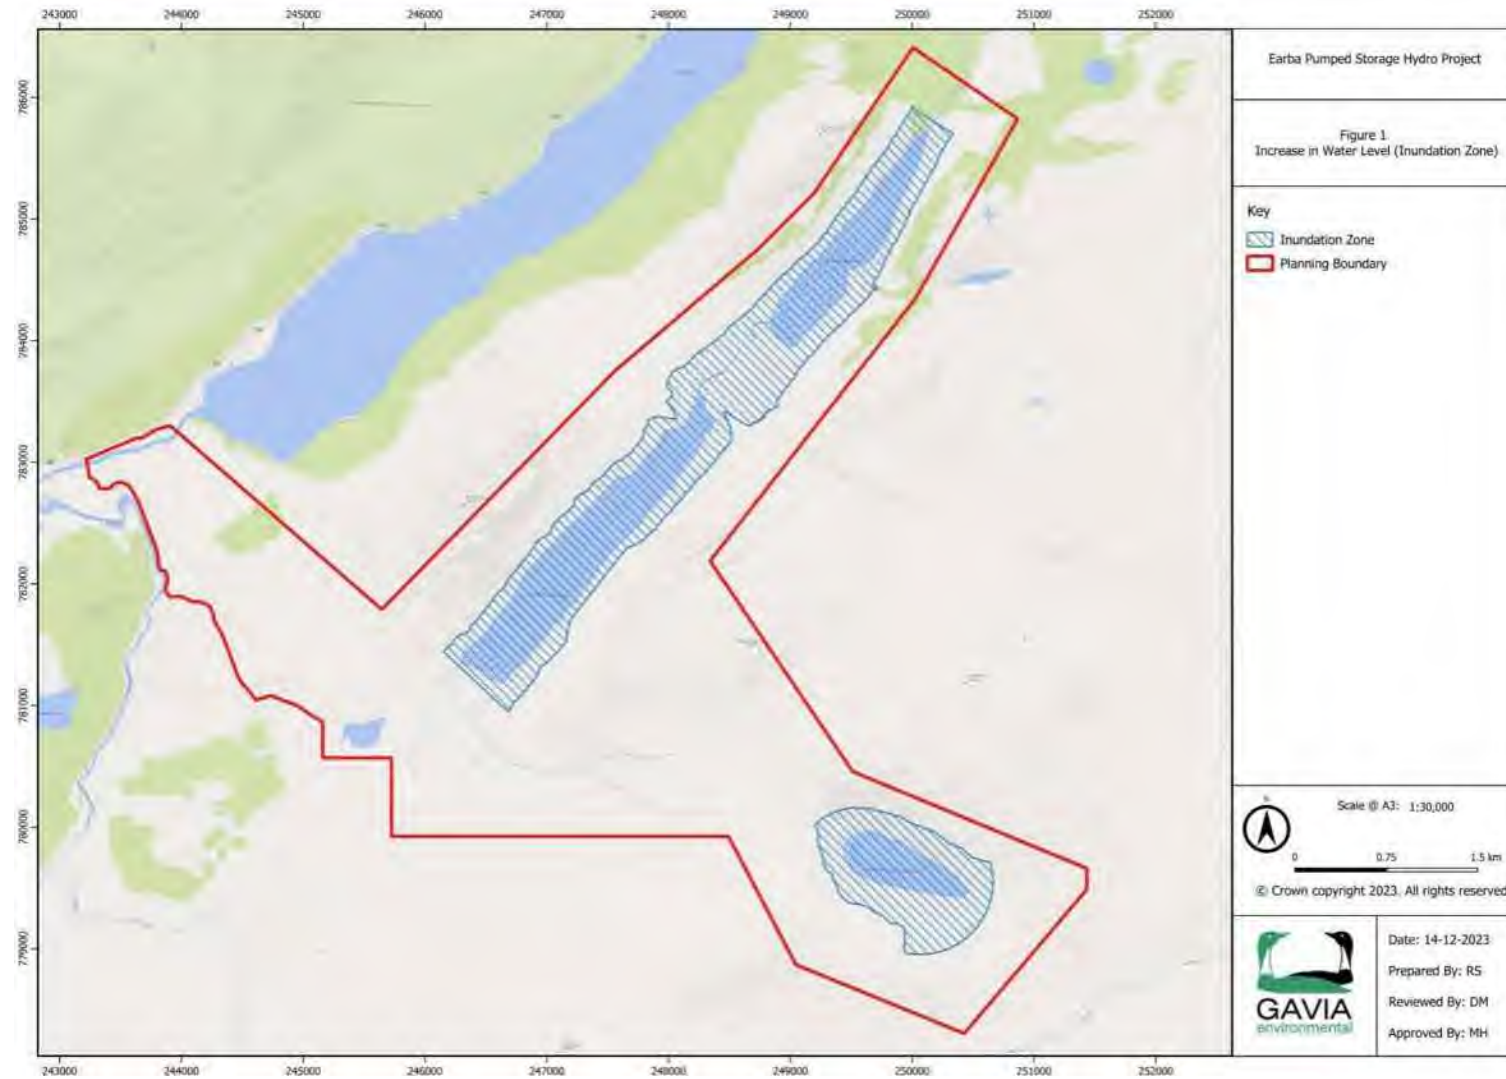 243000 244000 245000 246000 247000 248000 249000 250000 251000 252000
786000
785000
784000
783000
782000
781000
780000
779000
243000 244000 245000 246000 247000 248000 249000 250000 251000 252000
Earba Pumped Storage Hydro Project
Figure 1
Increase in Water Level (Inundation Zone)
Key
Inundation Zone
Planning Boundary
Scale @ A3: 1:30,000
0 0.75 1.5 km
© Crown copyright 2023. All rights reserved
GAVIA
environmental
Date: 14-12-2023
Prepared By: RS
Reviewed By: DM
Approved By: MH